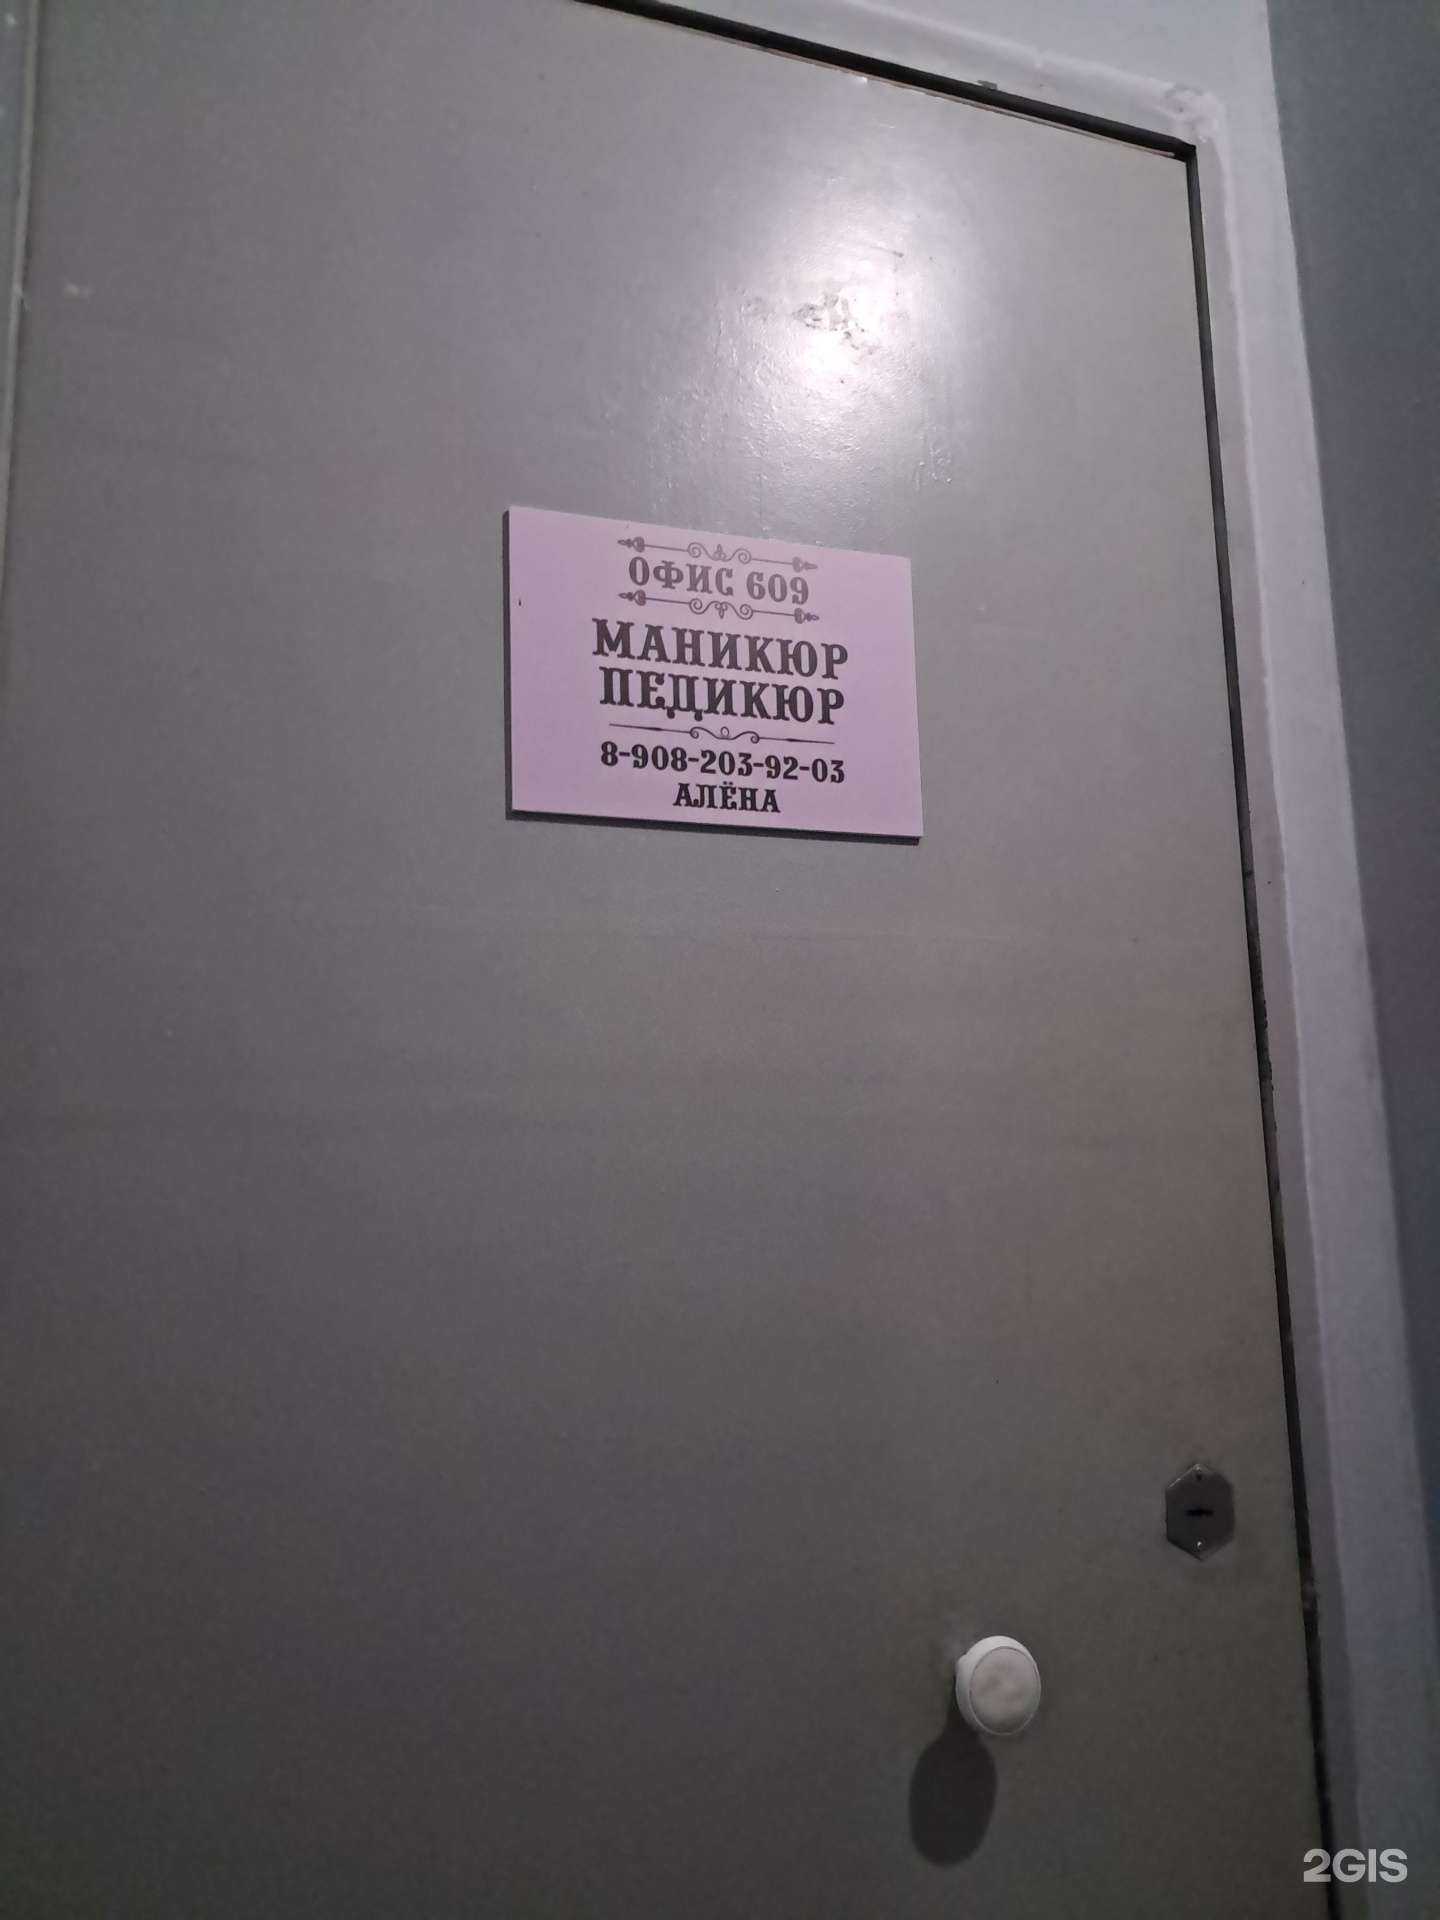 ОФИС 609
МАНИКЮР
ПЕДИКЮР
8-908-203-92-03
АЛЁНА
2GIS